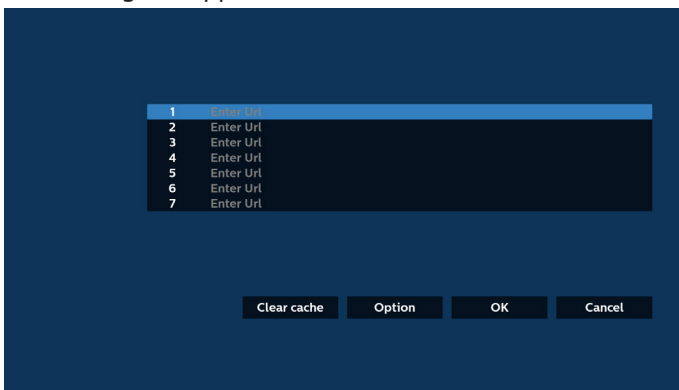 1 Enter Url
2 Enter Url
3 Enter Url
4 Enter Url
5 Enter Url
6 Enter Url
7 Enter Url
Clear cache Option OK Cancel